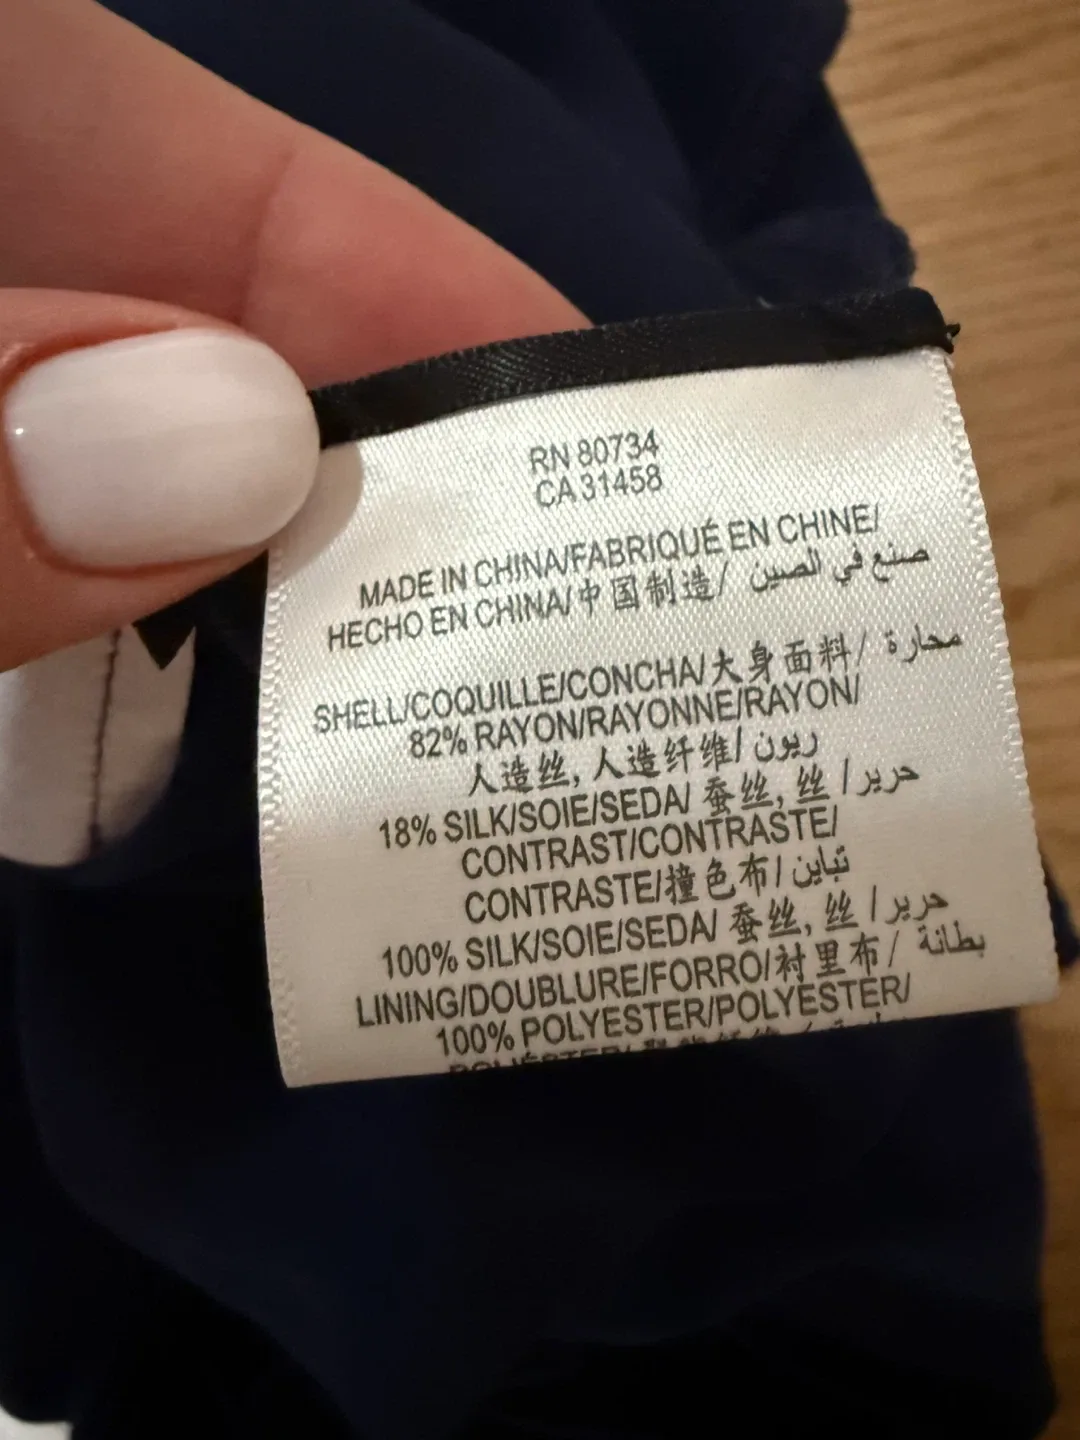 RN 80734
CA 31458
MADE IN CHINA/FABRIQUÉ EN CHINE/
HECHO EN CHINA/中国制造/ صنع في الصين
SHELL/COQUILLE/CONCHA/大身面料/ محارة
82% RAYON/RAYONNE/RAYON/
人造丝, 人造纤维/ ريون
18% SILK/SOIE/SEDA/ 蚕丝, 丝 / حرير
CONTRAST/CONTRASTE/
CONTRASTE/撞色布/ تباين
100% SILK/SOIE/SEDA/ 蚕丝, 丝 / حرير
LINING/DOUBLURE/FORRO/衬里布/ بطانة
100% POLYESTER/POLYESTER/